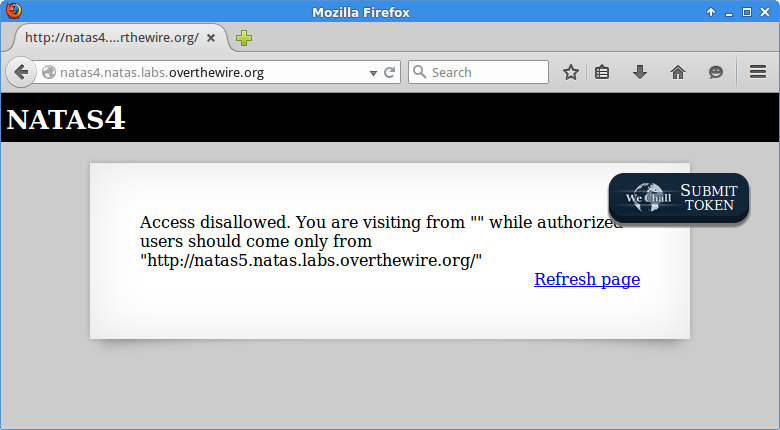 Mozilla Firefox
http://natas4....rthewire.org/
natas4.natas.labs.overthewire.org
Search
NATAS4
We Chall
SUBMIT
TOKEN
Access disallowed. You are visiting from "" while authorized
users should come only from
"http://natas5.natas.labs.overthewire.org/"
Refresh page